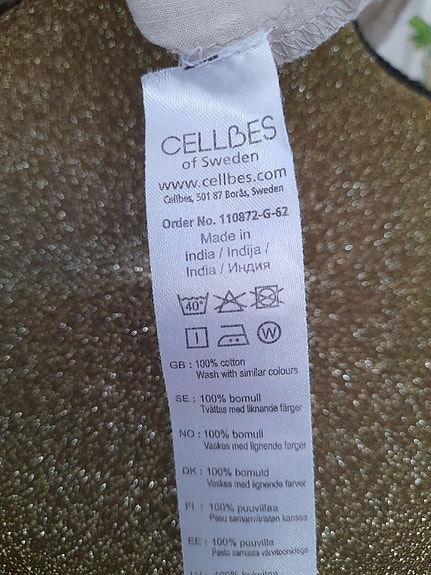 CELLBES
of Sweden
www.cellbes.com
Cellbes, 501 87 Borås, Sweden
Order No. 110872-G-62
Made in
india / Indija /
India / Индия
40°
W
GB : 100% cotton
Wash with similar colours
SE : 100% bomull
Tvättas med liknande färger
NO : 100% bomull
Vaskes med lignende farger
DK : 100% bomuld
Vaskes med lignende farver
FI : 100% puuvillaa
Pesu samanväristen kanssa
EE : 100% puuvilla
Pesta samasta värvitoonidega